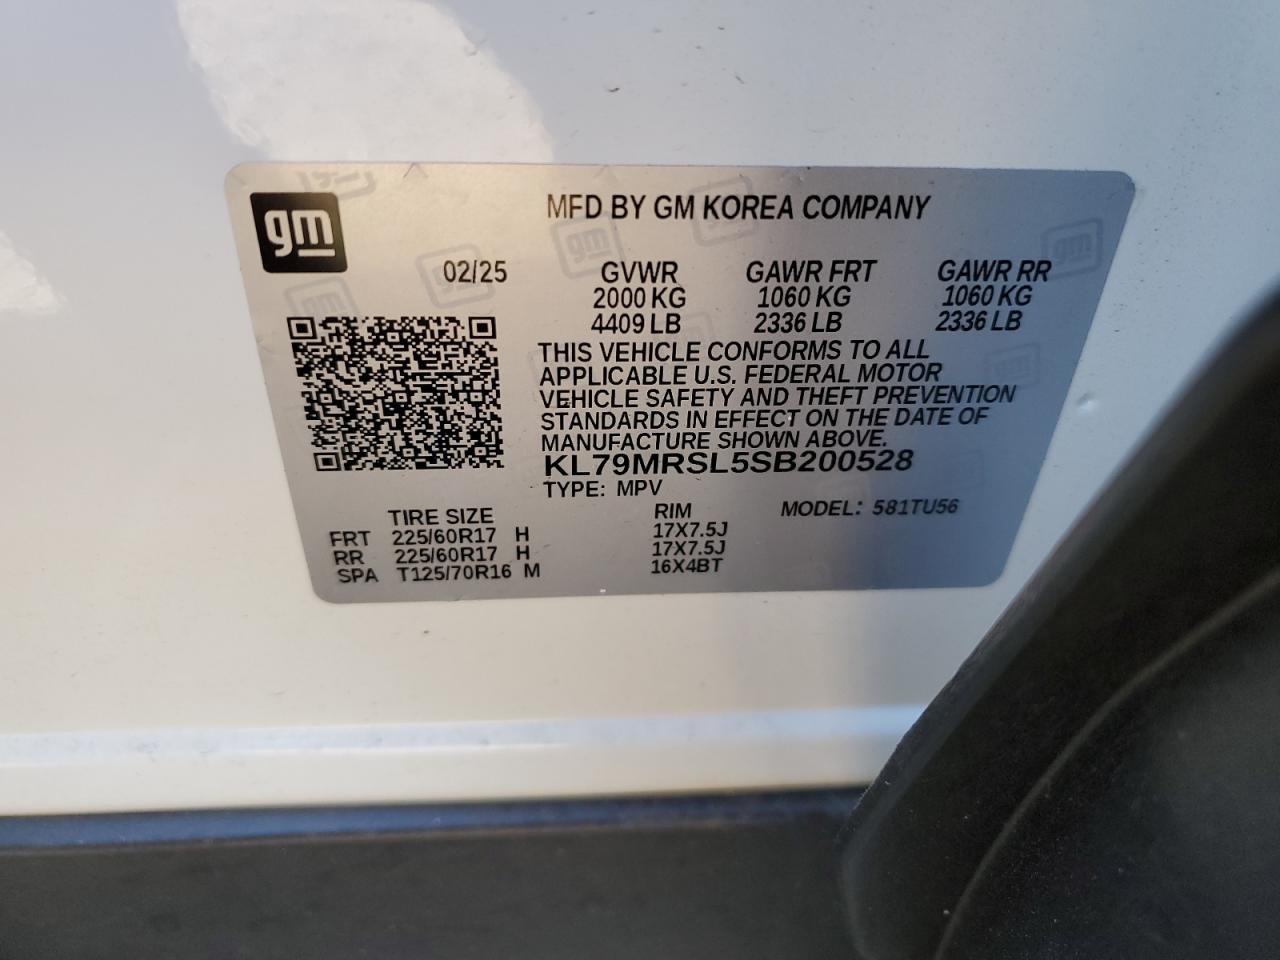 gm
MFD BY GM KOREA COMPANY
02/25 GVWR GAWR FRT GAWR RR
2000 KG 1060 KG 1060 KG
4409 LB 2336 LB 2336 LB
THIS VEHICLE CONFORMS TO ALL
APPLICABLE U.S. FEDERAL MOTOR
VEHICLE SAFETY AND THEFT PREVENTION
STANDARDS IN EFFECT ON THE DATE OF
MANUFACTURE SHOWN ABOVE.
KL79MRSL5SB200528
TYPE: MPV
TIRE SIZE RIM MODEL: 581TU56
FRT 225/60R17 H 17X7.5J
RR 225/60R17 H 17X7.5J
SPA T125/70R16 M 16X4BT